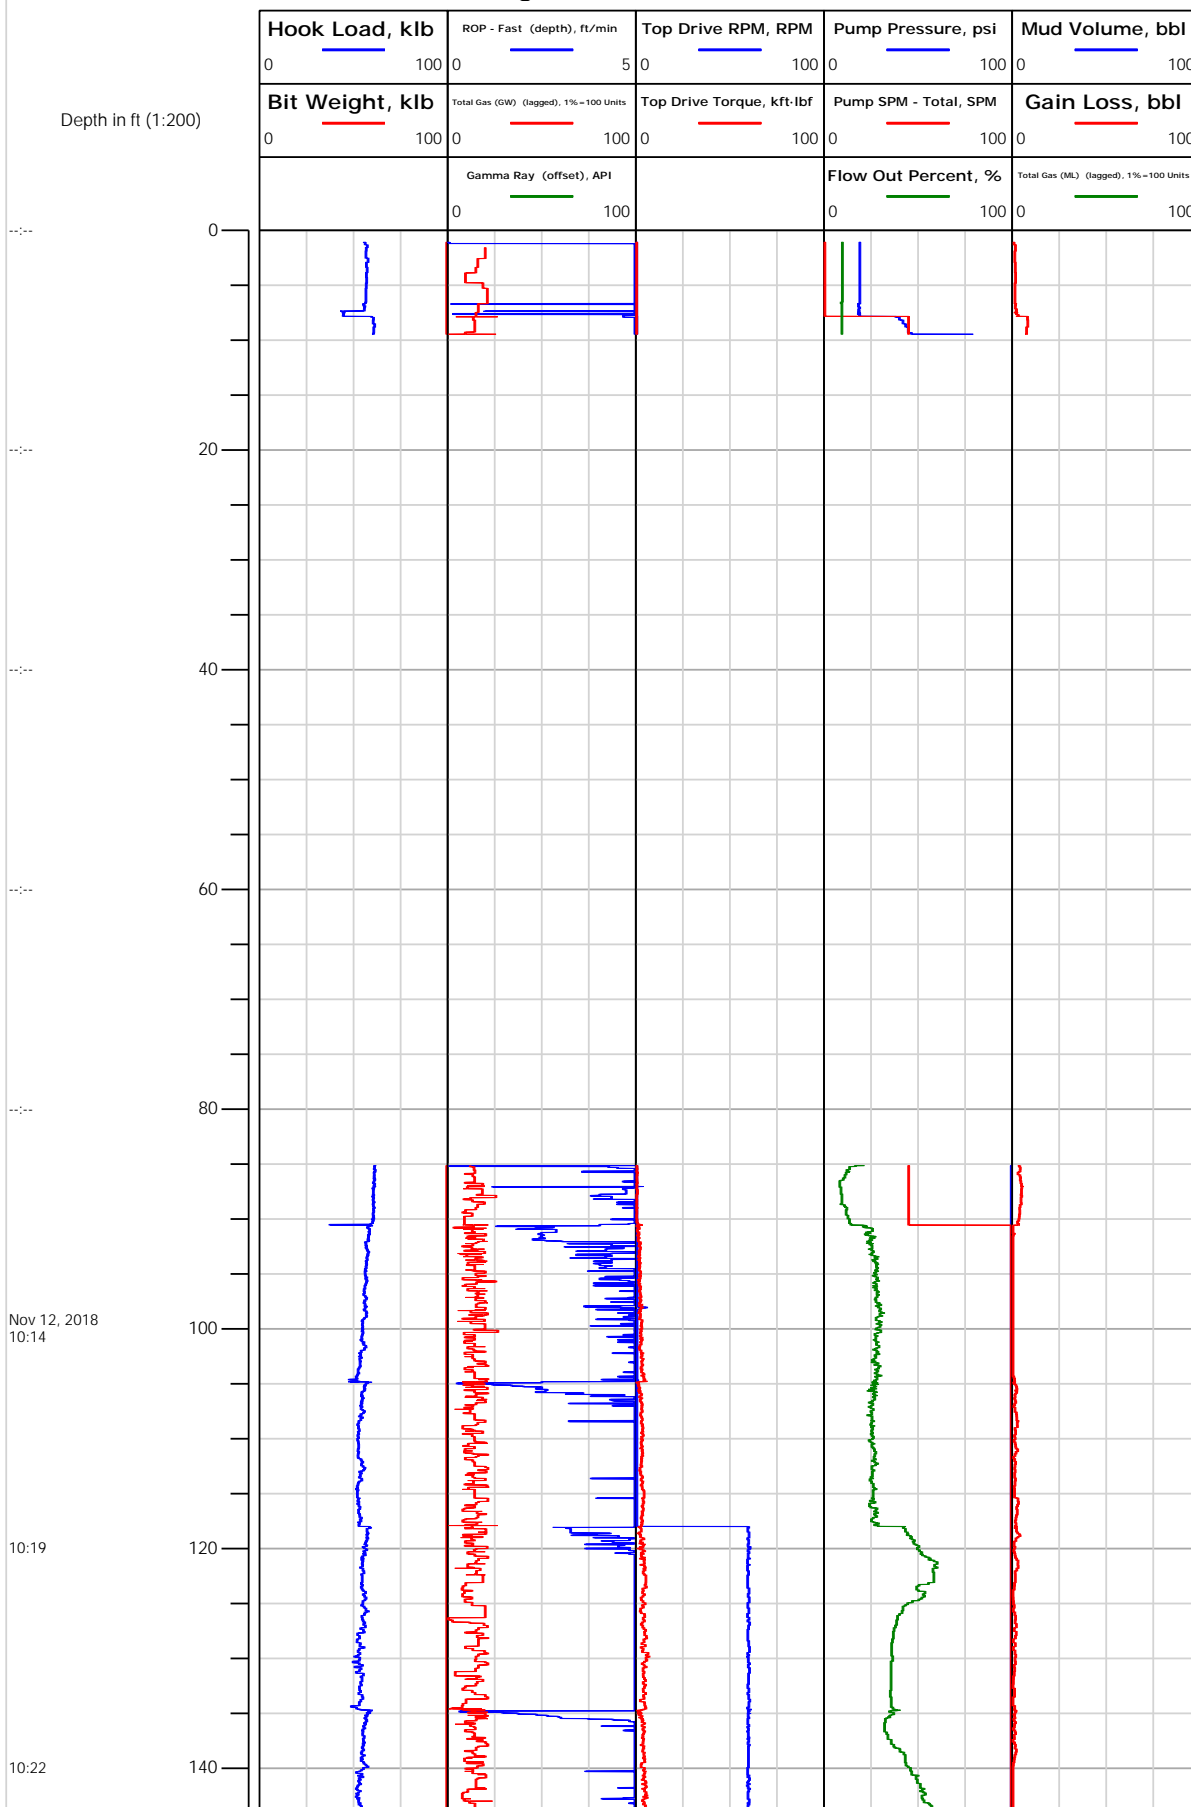 Hook Load, klb
ROP - Fast (depth), ft/min
Top Drive RPM, RPM
Pump Pressure, psi
Mud Volume, bbl
0 100
0 5
0 100
0 100
0 100
Bit Weight, klb
Total Gas (GW) (lagged), 1%=100 Units
Top Drive Torque, kft·lbf
Pump SPM - Total, SPM
Gain Loss, bbl
Depth in ft (1:200)
0 100
0 100
0 100
0 100
0 100
Gamma Ray (offset), API
Flow Out Percent, %
Total Gas (ML) (lagged), 1%=100 Units
0 100
0 100
0 100
--:-- 0
--:-- 20
--:-- 40
--:-- 60
--:-- 80
Nov 12, 2018
10:14
100
10:19 120
10:22 140